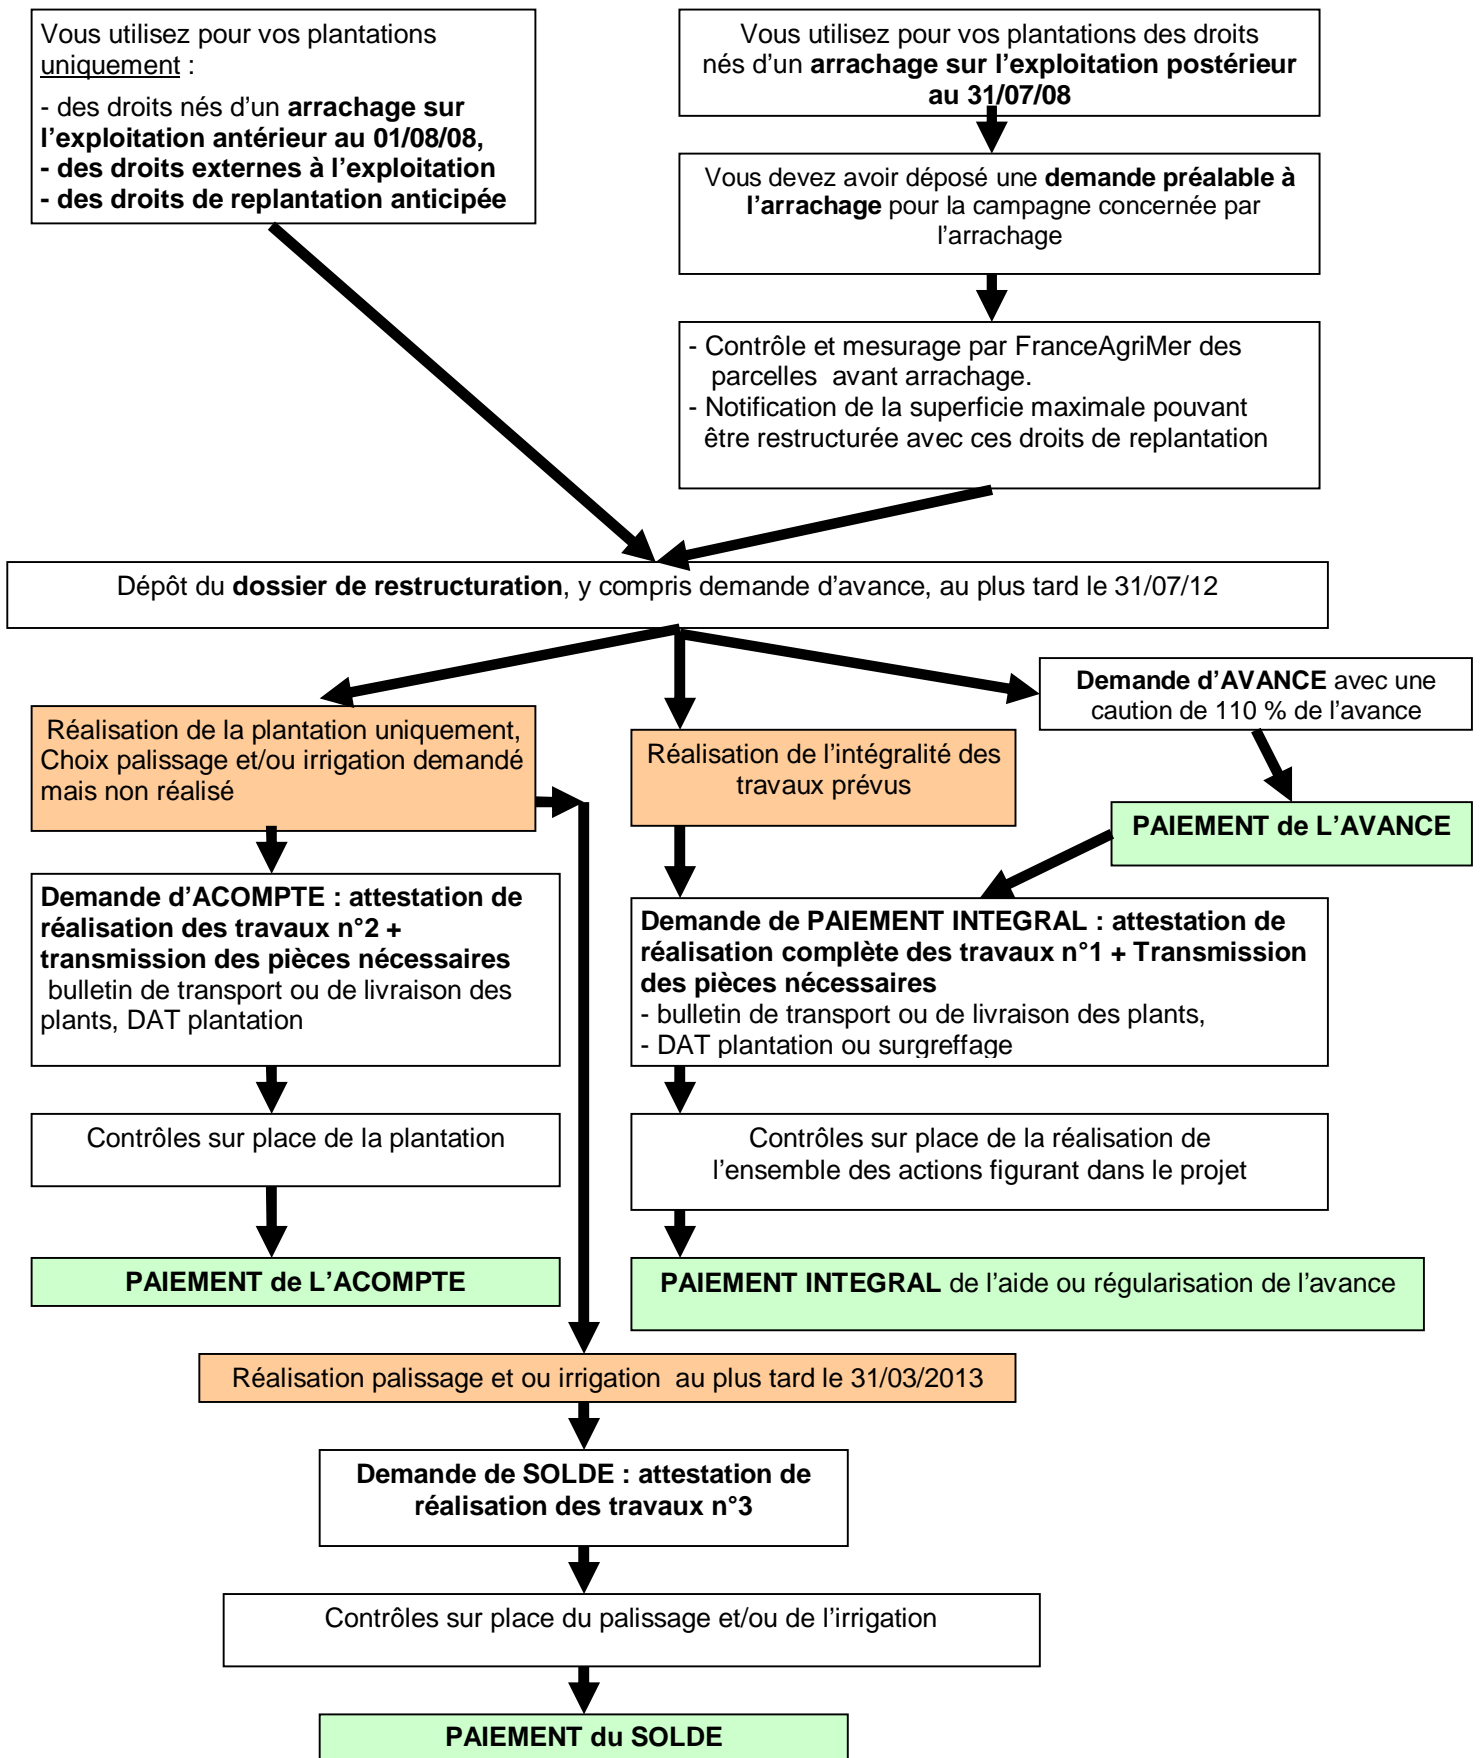 Vous utilisez pour vos plantations
uniquement :
- des droits nés d’un arrachage sur
l’exploitation antérieur au 01/08/08,
- des droits externes à l’exploitation
- des droits de replantation anticipée
Vous utilisez pour vos plantations des droits
nés d’un arrachage sur l’exploitation postérieur
au 31/07/08
Vous devez avoir déposé une demande préalable à
l’arrachage pour la campagne concernée par
l’arrachage
- Contrôle et mesurage par FranceAgriMer des
parcelles avant arrachage.
- Notification de la superficie maximale pouvant
être restructurée avec ces droits de replantation
Dépôt du dossier de restructuration, y compris demande d’avance, au plus tard le 31/07/12
Demande d’AVANCE avec une
caution de 110 % de l’avance
Réalisation de la plantation uniquement,
Choix palissage et/ou irrigation demandé
mais non réalisé
Réalisation de l’intégralité des
travaux prévus
PAIEMENT de L’AVANCE
Demande d’ACOMPTE : attestation de
réalisation des travaux n°2 +
transmission des pièces nécessaires
bulletin de transport ou de livraison des
plants, DAT plantation
Demande de PAIEMENT INTEGRAL : attestation de
réalisation complète des travaux n°1 + Transmission
des pièces nécessaires
- bulletin de transport ou de livraison des plants,
- DAT plantation ou surgreffage
Contrôles sur place de la plantation
Contrôles sur place de la réalisation de
l’ensemble des actions figurant dans le projet
PAIEMENT de L’ACOMPTE
PAIEMENT INTEGRAL de l’aide ou régularisation de l’avance
Réalisation palissage et ou irrigation au plus tard le 31/03/2013
Demande de SOLDE : attestation de
réalisation des travaux n°3
Contrôles sur place du palissage et/ou de l’irrigation
PAIEMENT du SOLDE